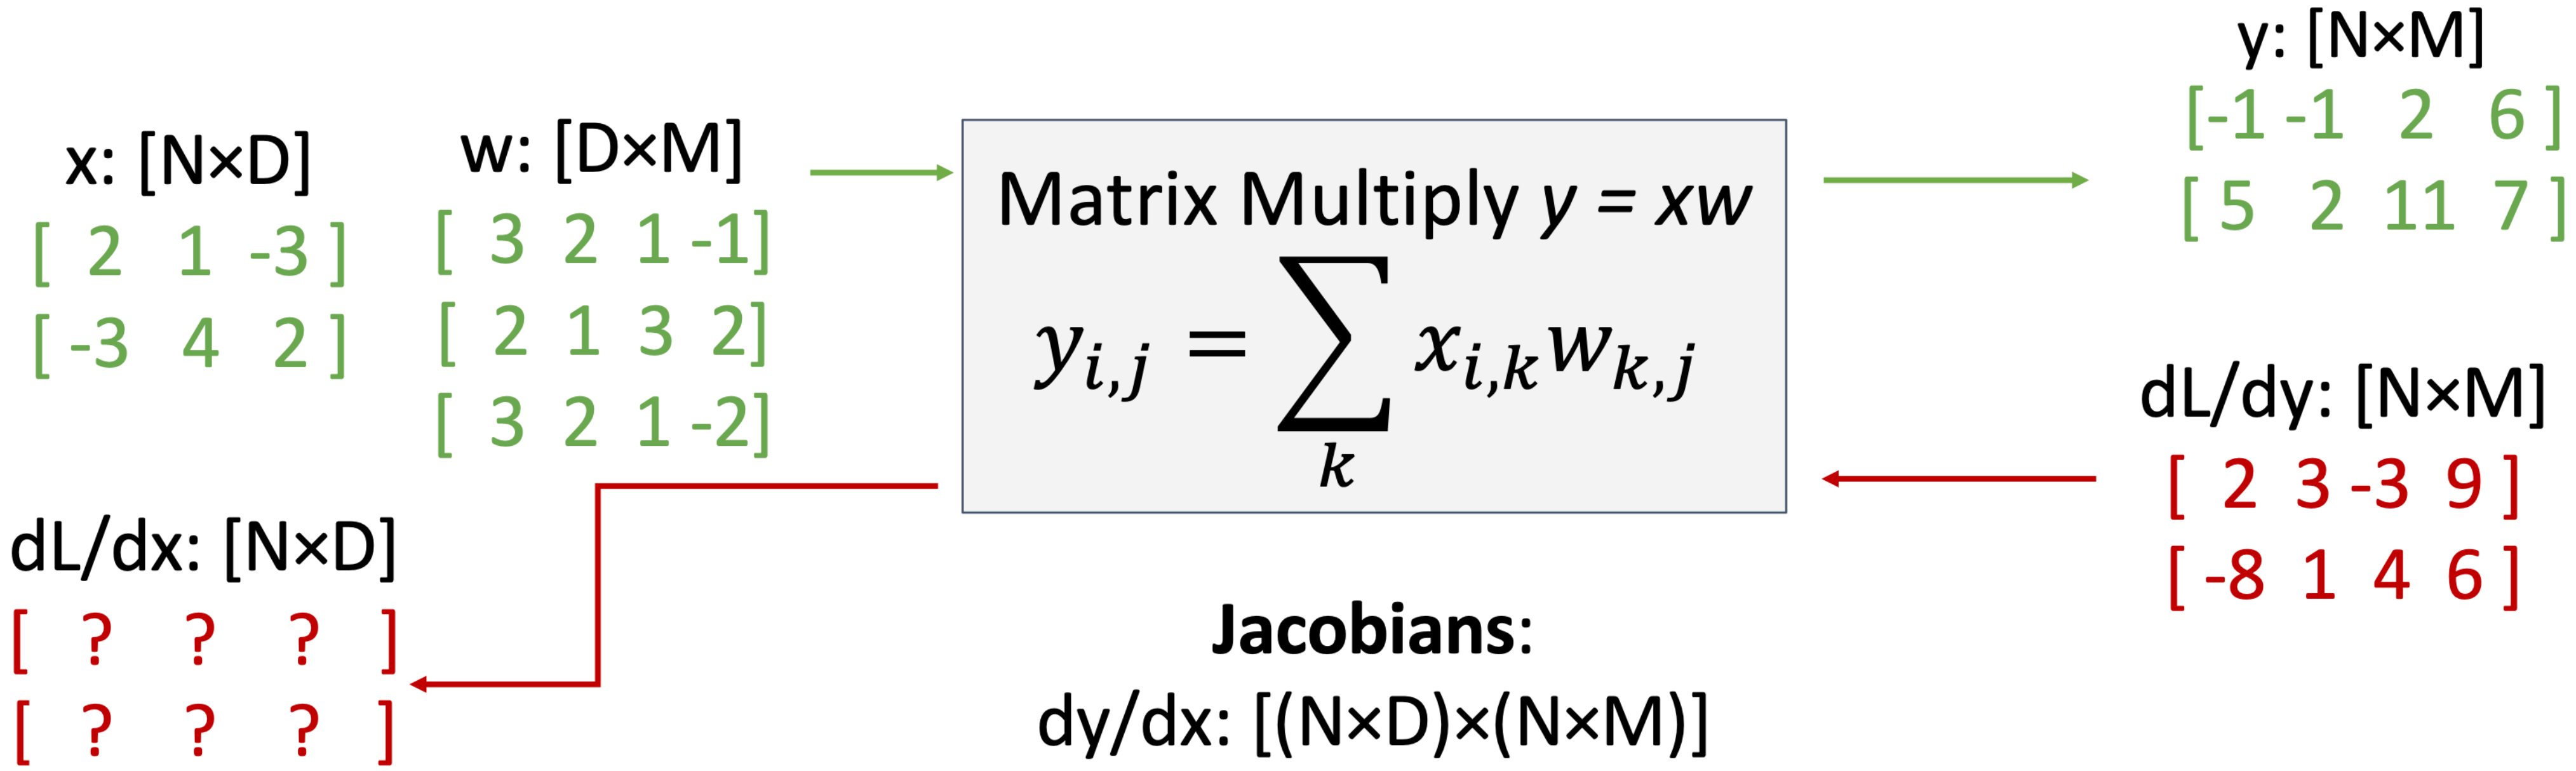 x: [N×D]
[ 2 1 -3 ]
[ -3 4 2 ]
w: [D×M]
[ 3 2 1 -1]
[ 2 1 3 2]
[ 3 2 1 -2]
dL/dx: [N×D]
[ ? ? ? ]
[ ? ? ? ]
Matrix Multiply y = xw
y_{i,j} = ∑_k x_{i,k} w_{k,j}
Jacobians:
dy/dx: [(N×D)×(N×M)]
y: [N×M]
[-1 -1 2 6 ]
[ 5 2 11 7 ]
dL/dy: [N×M]
[ 2 3 -3 9 ]
[ -8 1 4 6 ]